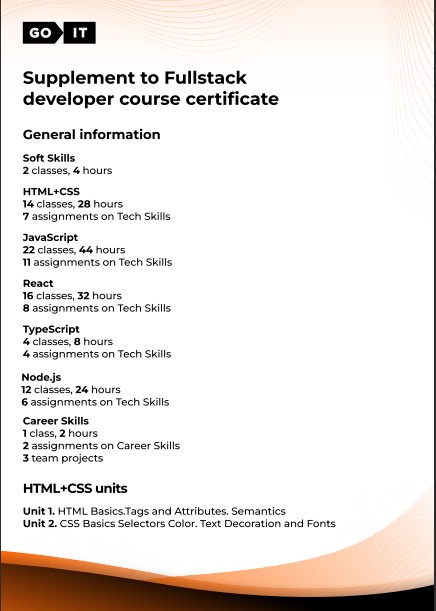 GO IT
Supplement to Fullstack
developer course certificate
General information
Soft Skills
2 classes, 4 hours
HTML+CSS
14 classes, 28 hours
7 assignments on Tech Skills
JavaScript
22 classes, 44 hours
11 assignments on Tech Skills
React
16 classes, 32 hours
8 assignments on Tech Skills
TypeScript
4 classes, 8 hours
4 assignments on Tech Skills
Node.js
12 classes, 24 hours
6 assignments on Tech Skills
Career Skills
1 class, 2 hours
2 assignments on Career Skills
3 team projects
HTML+CSS units
Unit 1. HTML Basics.Tags and Attributes. Semantics
Unit 2. CSS Basics Selectors Color. Text Decoration and Fonts